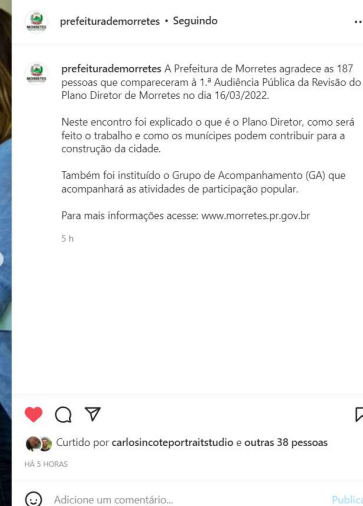 prefeiturademorretes • Seguindo
prefeiturademorretes A Prefeitura de Morretes agradece as 187
pessoas que compareceram à 1.ª Audiência Pública da Revisão do
Plano Diretor de Morretes no dia 16/03/2022.
Neste encontro foi explicado o que é o Plano Diretor, como será
feito o trabalho e como os munícipes podem contribuir para a
construção da cidade.
Também foi instituído o Grupo de Acompanhamento (GA) que
acompanhará as atividades de participação popular.
Para mais informações acesse: www.morretes.pr.gov.br
5 h
Curtido por carlosincoteportraitstudio e outras 38 pessoas
HÁ 5 HORAS
Adicione um comentário...
Publica